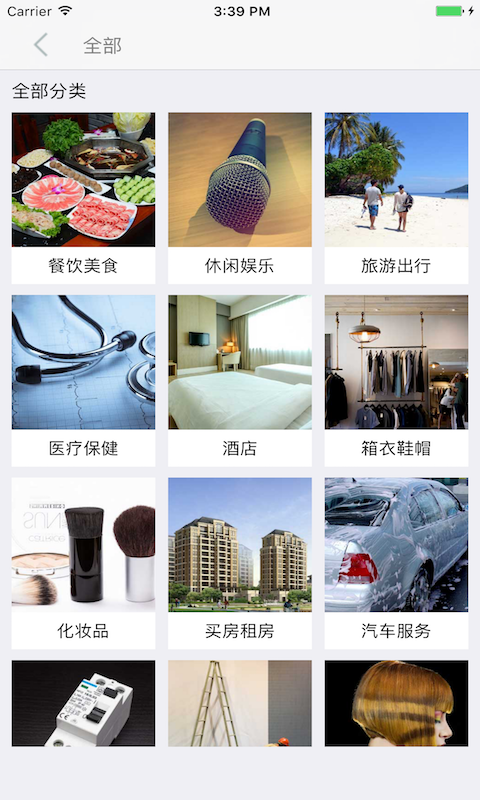 Carrier 3:39 PM
全部
全部分类
餐饮美食 休闲娱乐 旅游出行
医疗保健 酒店 箱衣鞋帽
化妆品 买房租房 汽车服务